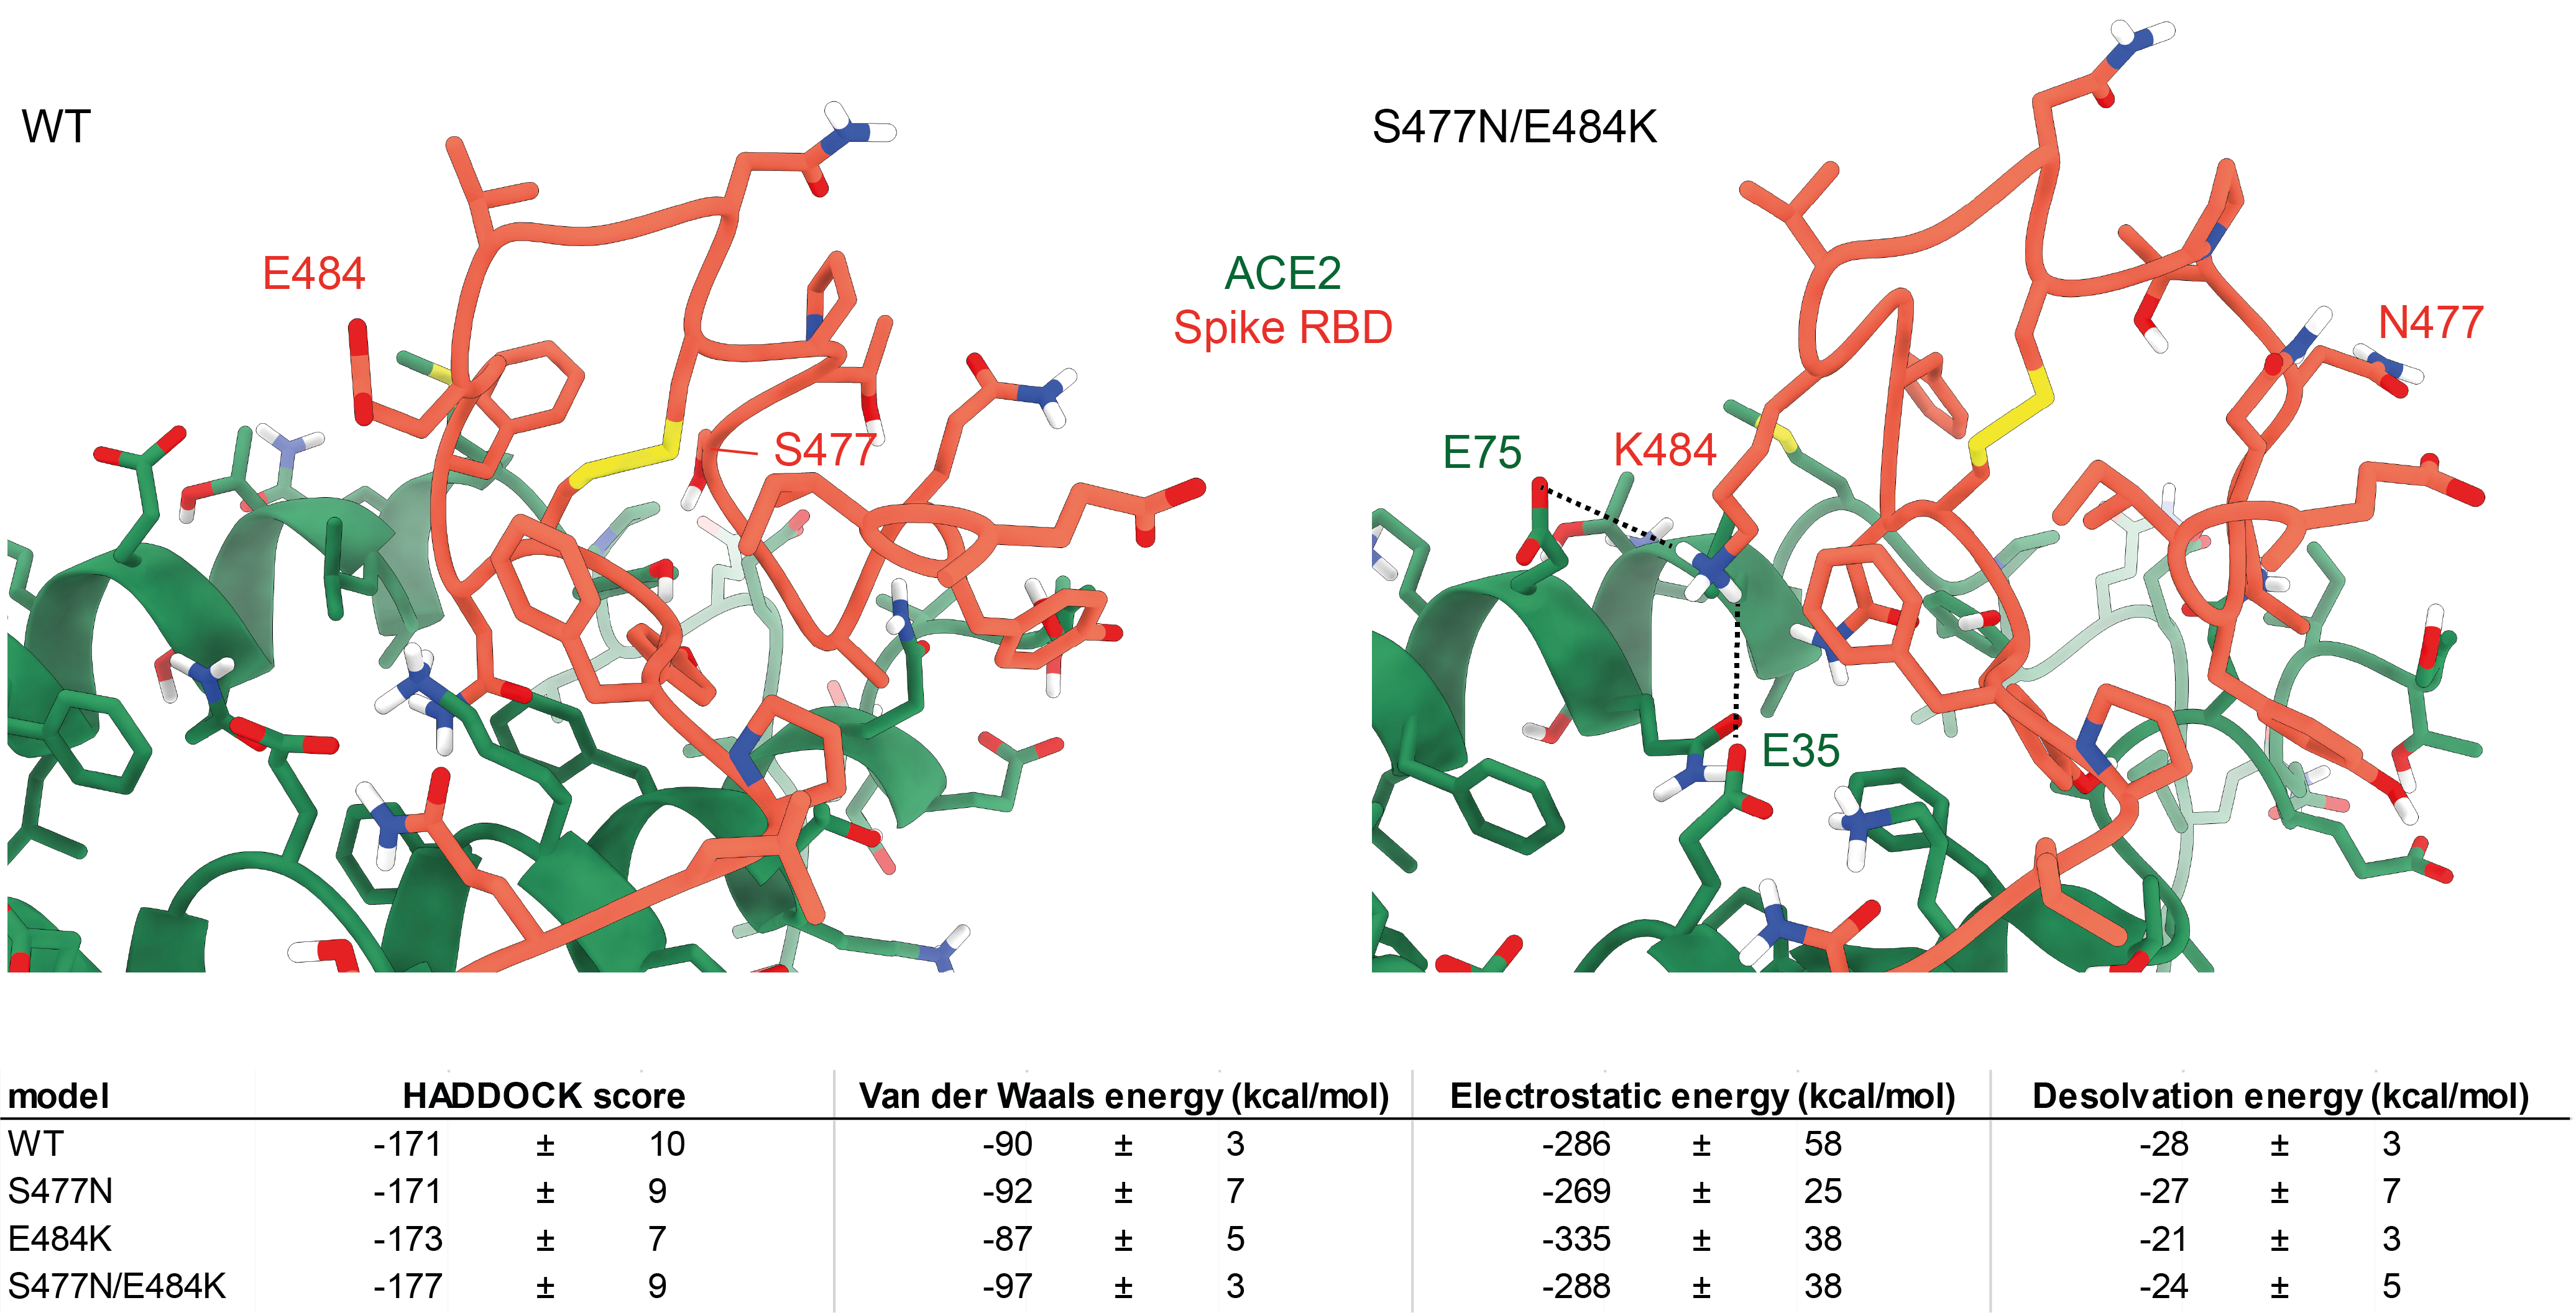 WT
S477N/E484K
E484
ACE2
Spike RBD
N477
S477
E75
K484
E35
model HADDOCK score Van der Waals energy (kcal/mol) Electrostatic energy (kcal/mol) Desolvation energy (kcal/mol)
WT -171 ± 10 -90 ± 3 -286 ± 58 -28 ± 3
S477N -171 ± 9 -92 ± 7 -269 ± 25 -27 ± 7
E484K -173 ± 7 -87 ± 5 -335 ± 38 -21 ± 3
S477N/E484K -177 ± 9 -97 ± 3 -288 ± 38 -24 ± 5